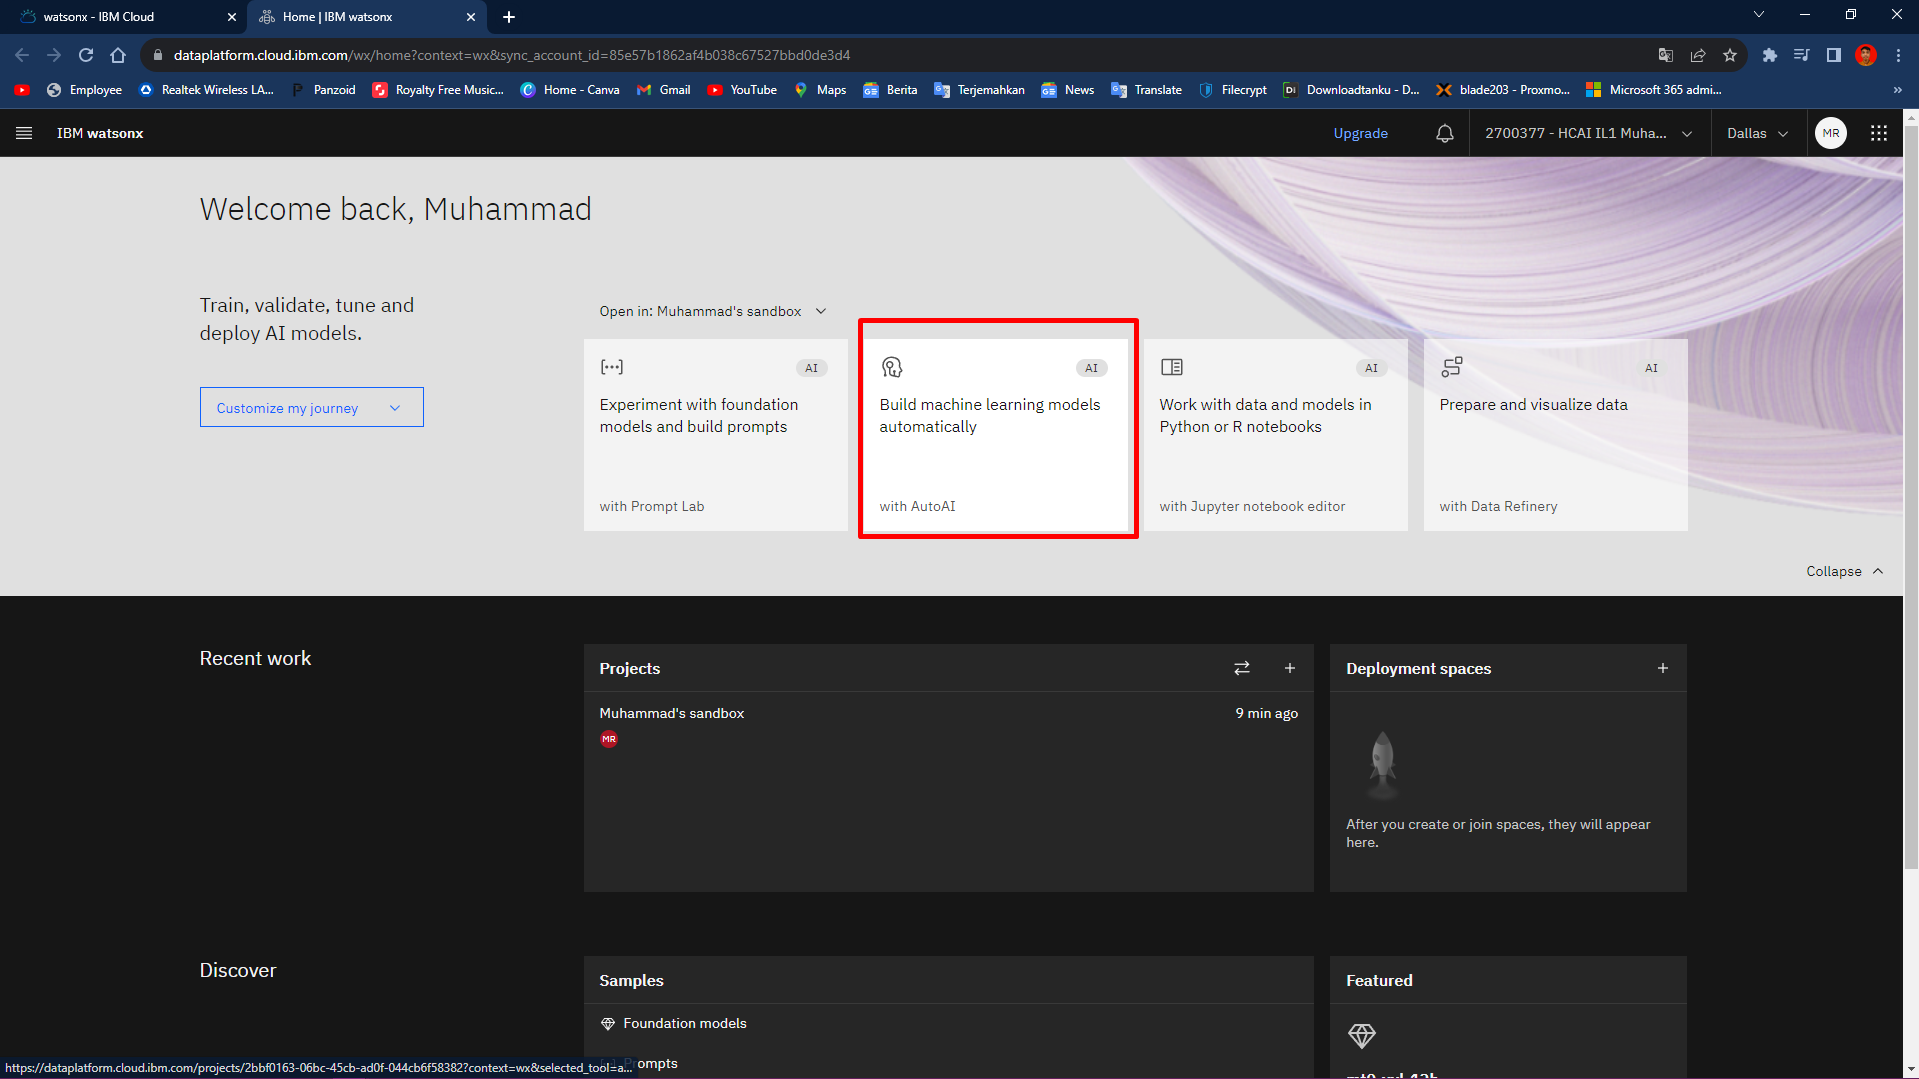 watsonx - IBM Cloud
Home | IBM watsonx
dataplatform.cloud.ibm.com/wx/home?context=wx&sync_account_id=85e57b1862af4b038c67527bbd0de3d4
Employee
Realtek Wireless LA...
Panzoid
Royalty Free Music...
Home - Canva
Gmail
YouTube
Maps
Berita
Terjemahkan
News
Translate
Filecrypt
Downloadtanku - D...
blade203 - Proxmo...
Microsoft 365 admi...
IBM watsonx
Upgrade
2700377 - HCAI IL1 Muha...
Dallas
MR
Welcome back, Muhammad
Train, validate, tune and
deploy AI models.
Customize my journey
Open in: Muhammad's sandbox
AI
Experiment with foundation
models and build prompts
with Prompt Lab
AI
Build machine learning models
automatically
with AutoAI
AI
Work with data and models in
Python or R notebooks
with Jupyter notebook editor
AI
Prepare and visualize data
with Data Refinery
Collapse
Recent work
Projects
Muhammad's sandbox
9 min ago
MR
Deployment spaces
After you create or join spaces, they will appear
here.
Discover
Samples
Foundation models
Featured
https://dataplatform.cloud.ibm.com/projects/2bbf0163-06bc-45cb-ad0f-044cb6f58382?context=wx&selected_tool=a...